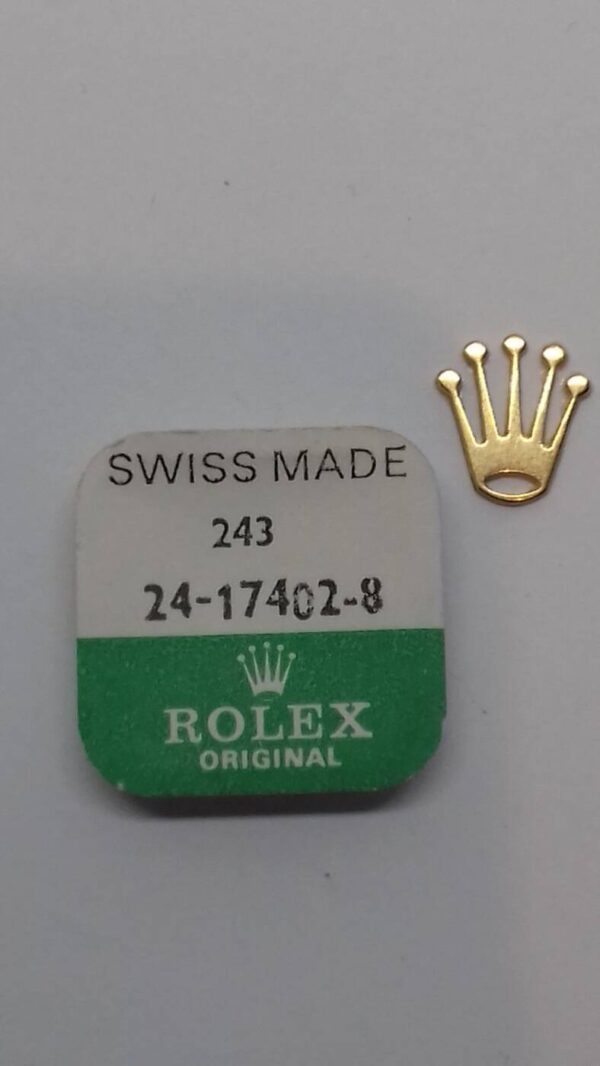 SWISS MADE
243
24-17402-8
ROLEX
ORIGINAL